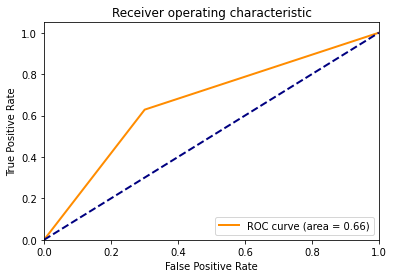 Receiver operating characteristic
True Positive Rate
1.0
0.8
0.6
0.4
0.2
0.0
ROC curve (area = 0.66)
0.0 0.2 0.4 0.6 0.8 1.0
False Positive Rate